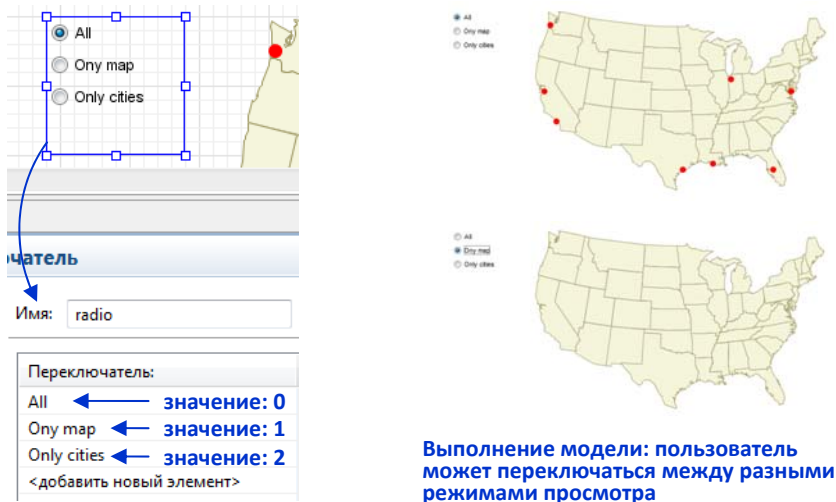 All
Ony map
Only cities
чатель
Имя: radio
Переключатель:
All значение: 0
Ony map значение: 1
Only cities значение: 2
<добавить новый элемент>
All
Ony map
Only cities
All
Ony map
Only cities
Выполнение модели: пользователь
может переключаться между разными
режимами просмотра